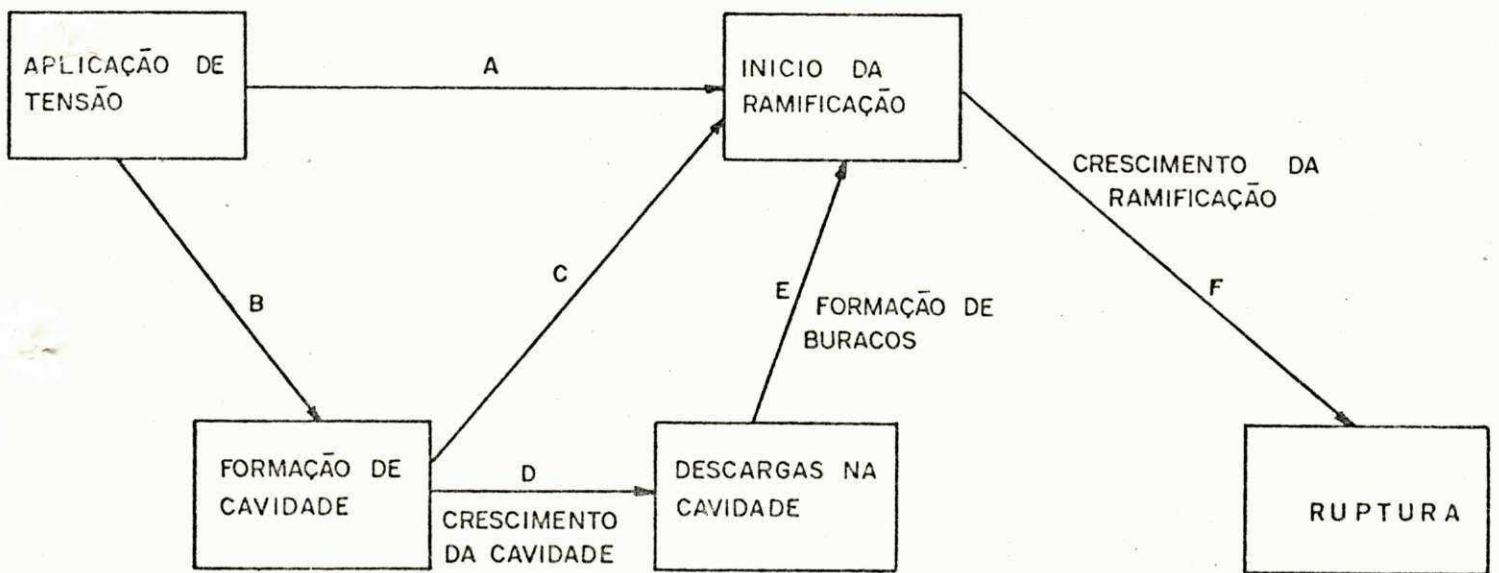 APLICAÇÃO DE
TENSÃO
A
INICIO DA
RAMIFICAÇÃO
CRESCIMENTO DA
RAMIFICAÇÃO
B
C
E
FORMAÇÃO DE
BURACOS
F
FORMAÇÃO DE
CAVIDADE
D
CRESCIMENTO
DA CAVIDADE
DESCARGAS NA
CAVIDADE
RUPTURA